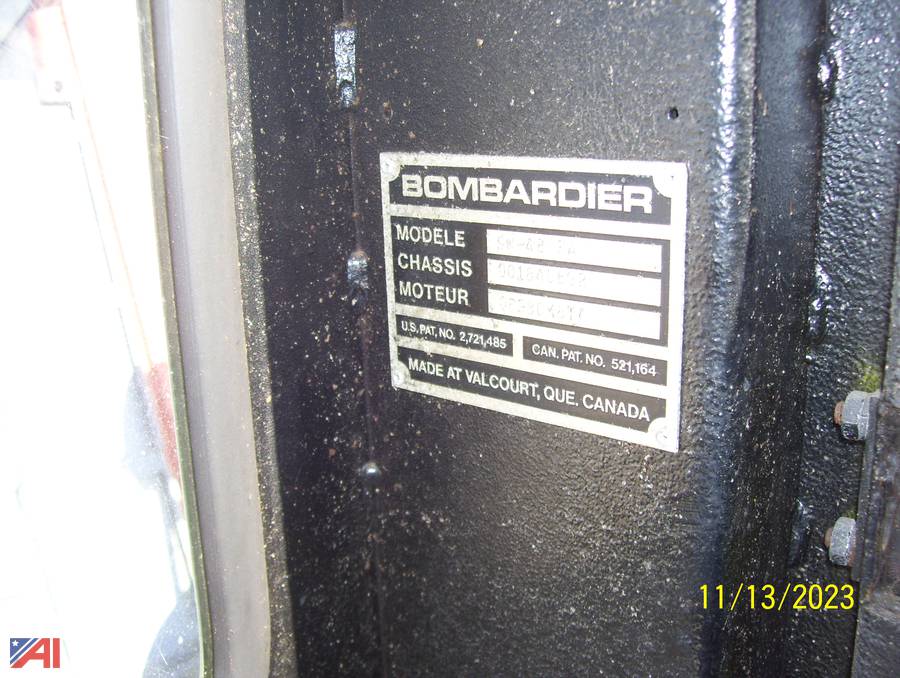 BOMBARDIER
MODELE
CHASSIS
MOTEUR
U.S. PAT. NO. 2,721,485
CAN. PAT. NO. 521,164
MADE AT VALCOURT, QUE. CANADA
11/13/2023
AI